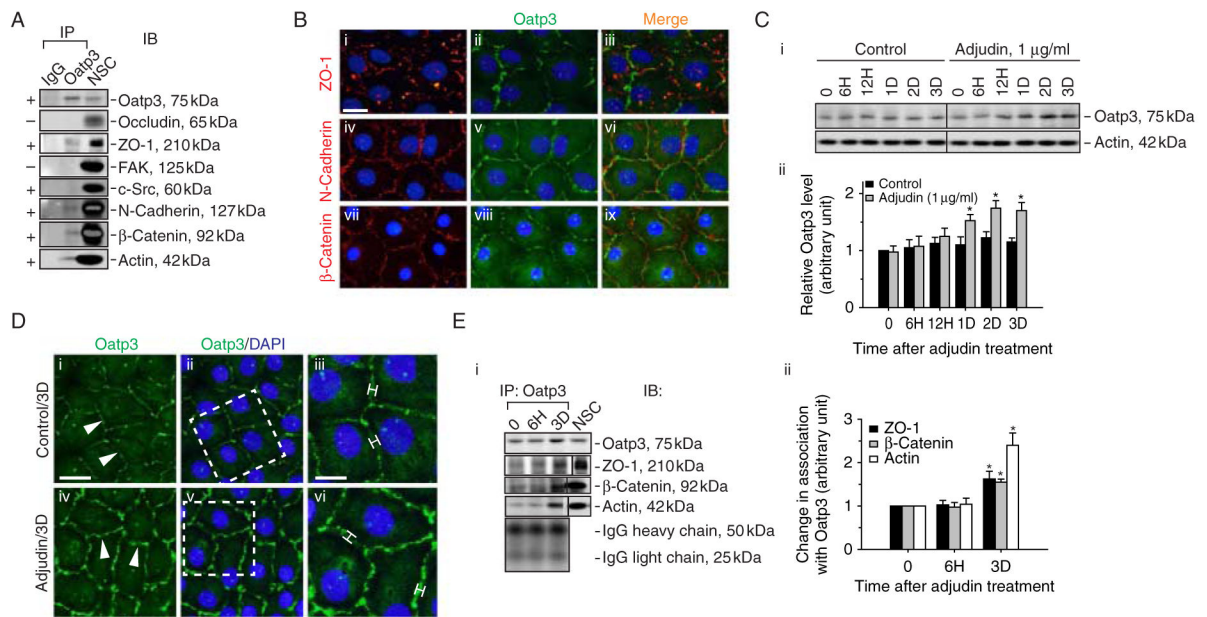 A
IP
IB
IgG
Oatp3
NSC
+ Oatp3, 75 kDa
– Occludin, 65 kDa
+ ZO-1, 210 kDa
– FAK, 125 kDa
+ c-Src, 60 kDa
+ N-Cadherin, 127 kDa
+ β-Catenin, 92 kDa
+ Actin, 42 kDa
B
Oatp3
Merge
ZO-1
i
ii
iii
N-Cadherin
iv
v
vi
β-Catenin
vii
viii
ix
C
i
Control
Adjudin, 1 μg/ml
0 6H 12H 1D 2D 3D 0 6H 12H 1D 2D 3D
Oatp3, 75 kDa
Actin, 42 kDa
ii
Relative Oatp3 level
(arbitrary unit)
2
1
0
Control
Adjudin (1 μg/ml)
* * *
0 6H 12H 1D 2D 3D
Time after adjudin treatment
D
Oatp3
Oatp3/DAPI
Control/3D
i
ii
iii
H
H
Adjudin/3D
iv
v
vi
H
H
E
i
IP: Oatp3
IB:
0 6H 3D NSC
Oatp3, 75 kDa
ZO-1, 210 kDa
β-Catenin, 92 kDa
Actin, 42 kDa
IgG heavy chain, 50 kDa
IgG light chain, 25 kDa
ii
Change in association
with Oatp3 (arbitrary unit)
3
2
1
0
ZO-1
β-Catenin
Actin
* * *
0 6H 3D
Time after adjudin treatment